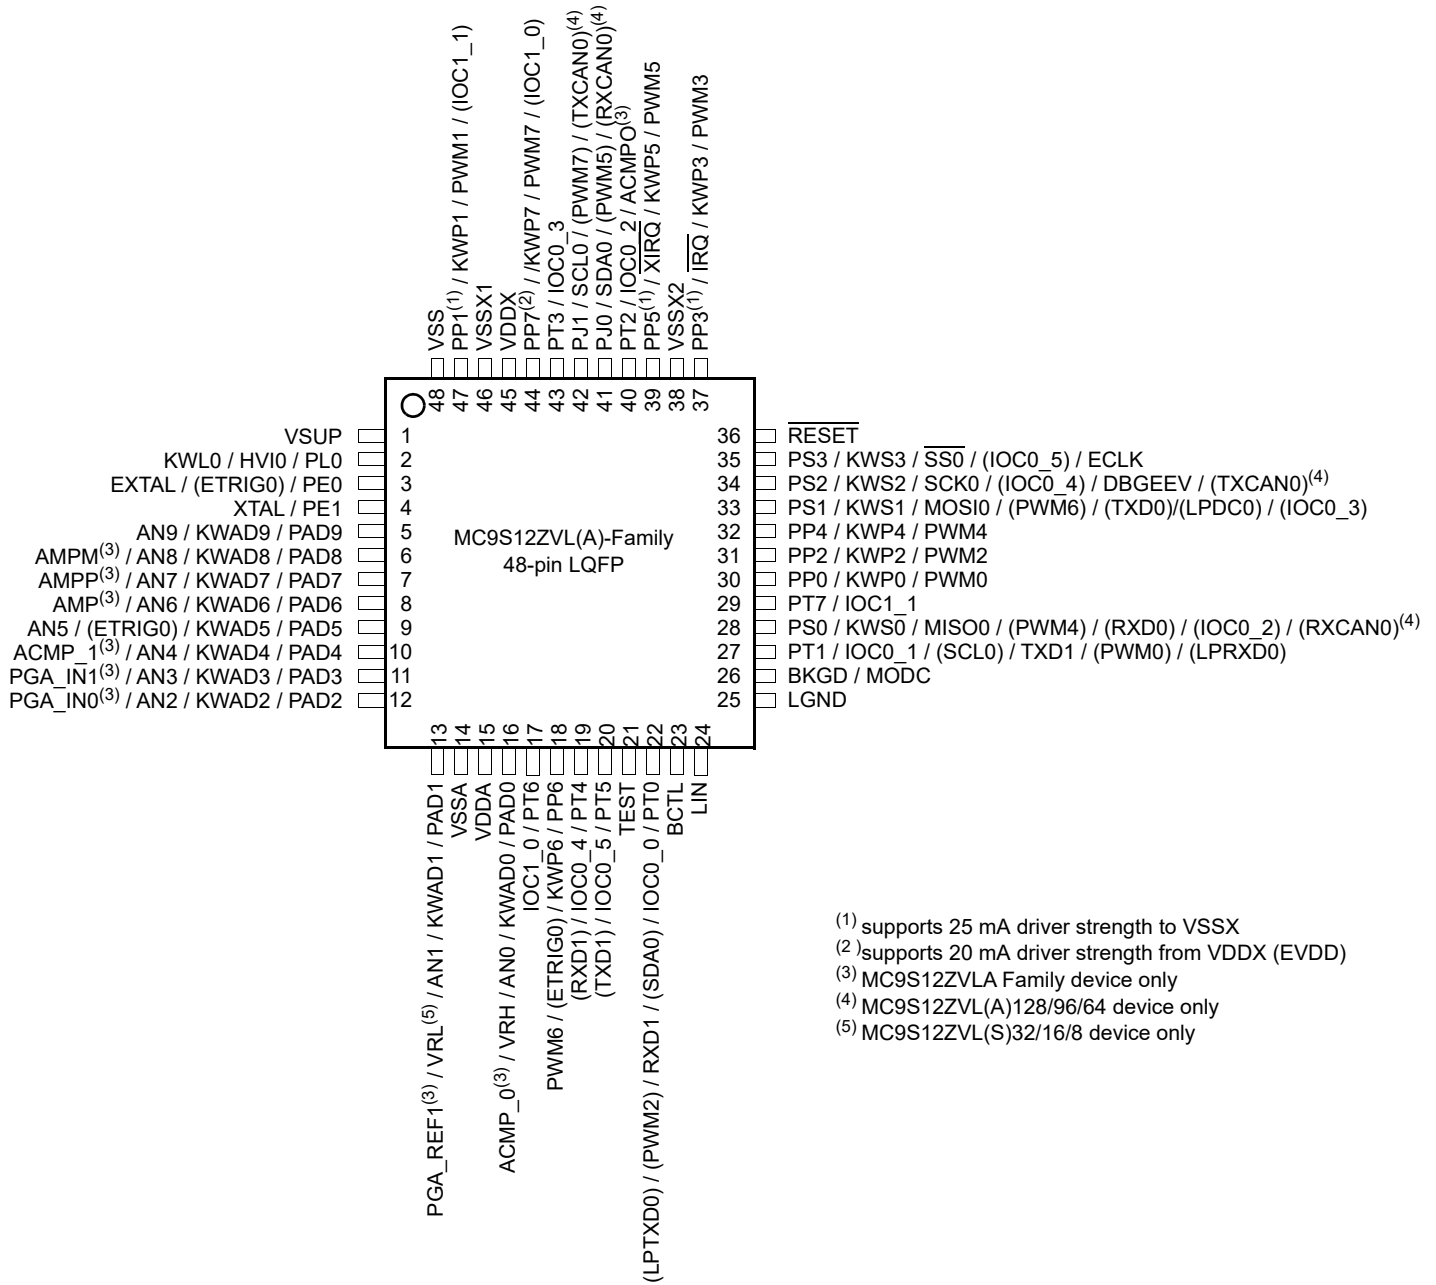 VSS
PP1(1) / KWP1 / PWM1 / (IOC1_1)
VSSX1
VDDX
PP7(2) / /KWP7 / PWM7 / (IOC1_0)
PT3 / IOC0_3
PJ1 / SCL0 / (PWM7) / (TXCAN0)(4)
PJ0 / SDA0 / (PWM5) / (RXCAN0)(4)
PT2 / IOC0_2 / ACMPO(3)
PP5(1) / XIRQ / KWP5 / PWM5
VSSX2
PP3(1) / IRQ / KWP3 / PWM3
48 47 46 45 44 43 42 41 40 39 38 37
VSUP 1
KWL0 / HVI0 / PL0 2
EXTAL / (ETRIG0) / PE0 3
XTAL / PE1 4
AN9 / KWAD9 / PAD9 5
AMPM(3) / AN8 / KWAD8 / PAD8 6
AMPP(3) / AN7 / KWAD7 / PAD7 7
AMP(3) / AN6 / KWAD6 / PAD6 8
AN5 / (ETRIG0) / KWAD5 / PAD5 9
ACMP_1(3) / AN4 / KWAD4 / PAD4 10
PGA_IN1(3) / AN3 / KWAD3 / PAD3 11
PGA_IN0(3) / AN2 / KWAD2 / PAD2 12
MC9S12ZVL(A)-Family
48-pin LQFP
36 RESET
35 PS3 / KWS3 / SS0 / (IOC0_5) / ECLK
34 PS2 / KWS2 / SCK0 / (IOC0_4) / DBGEEV / (TXCAN0)(4)
33 PS1 / KWS1 / MOSI0 / (PWM6) / (TXD0)/(LPDC0) / (IOC0_3)
32 PP4 / KWP4 / PWM4
31 PP2 / KWP2 / PWM2
30 PP0 / KWP0 / PWM0
29 PT7 / IOC1_1
28 PS0 / KWS0 / MISO0 / (PWM4) / (RXD0) / (IOC0_2) / (RXCAN0)(4)
27 PT1 / IOC0_1 / (SCL0) / TXD1 / (PWM0) / (LPRXD0)
26 BKGD / MODC
25 LGND
13 14 15 16 17 18 19 20 21 22 23 24
PGA_REF1(3) / VRL(5) / AN1 / KWAD1 / PAD1
VSSA
VDDA
ACMP_0(3) / VRH / AN0 / KWAD0 / PAD0
IOC1_0 / PT6
PWM6 / (ETRIG0) / KWP6 / PP6
(RXD1) / IOC0_4 / PT4
(TXD1) / IOC0_5 / PT5
TEST
(LPTXD0) / (PWM2) / RXD1 / (SDA0) / IOC0_0 / PT0
BCTL
LIN
(1) supports 25 mA driver strength to VSSX
(2 )supports 20 mA driver strength from VDDX (EVDD)
(3) MC9S12ZVLA Family device only
(4) MC9S12ZVL(A)128/96/64 device only
(5) MC9S12ZVL(S)32/16/8 device only